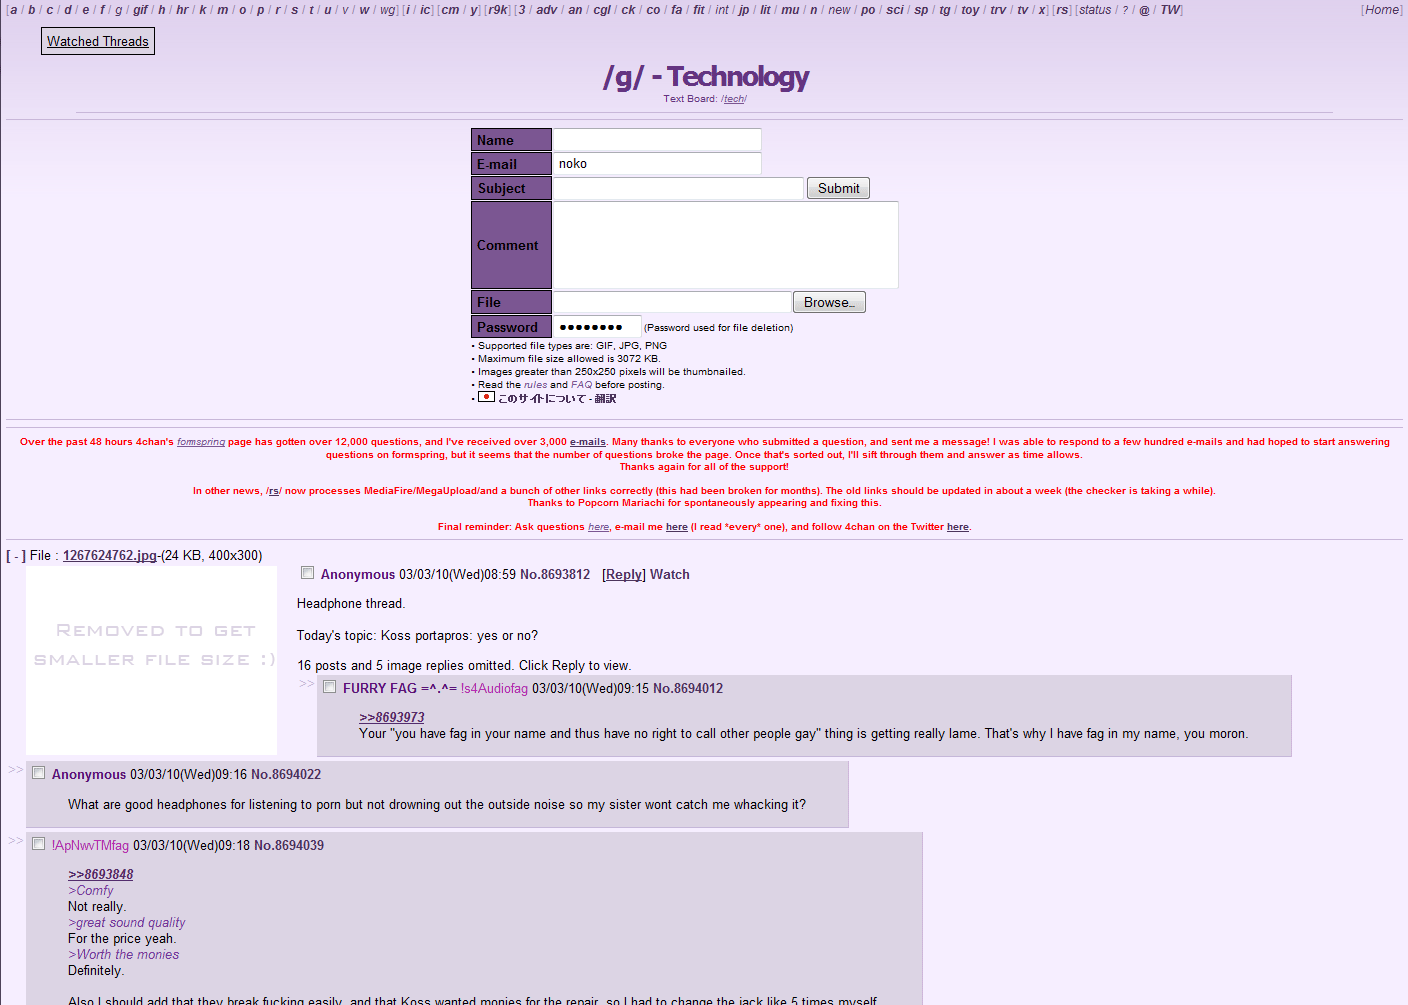 [a / b / c / d / e / f / g / gif / h / hr / k / m / o / p / r / s / t / u / v / w / wg] [i / ic] [cm / y] [r9k] [3 / adv / an / cgl / ck / co / fa / fit / int / jp / lit / mu / n / new / po / sci / sp / tg / toy / trv / tv / x] [rs] [status / ? / @ / TW] [Home]
Watched Threads
/g/ - Technology
Text Board: /tech/
Name
E-mail noko
Subject Submit
Comment
File Browse...
Password ●●●●●●●● (Password used for file deletion)
• Supported file types are: GIF, JPG, PNG
• Maximum file size allowed is 3072 KB.
• Images greater than 250x250 pixels will be thumbnailed.
• Read the rules and FAQ before posting.
• このサイトについて - 翻訳
Over the past 48 hours 4chan's formspring page has gotten over 12,000 questions, and I've received over 3,000 e-mails. Many thanks to everyone who submitted a question, and sent me a message! I was able to respond to a few hundred e-mails and had hoped to start answering
questions on formspring, but it seems that the number of questions broke the page. Once that's sorted out, I'll sift through them and answer as time allows.
Thanks again for all of the support!
In other news, /rs/ now processes MediaFire/MegaUpload/and a bunch of other links correctly (this had been broken for months). The old links should be updated in about a week (the checker is taking a while).
Thanks to Popcorn Mariachi for spontaneously appearing and fixing this.
Final reminder: Ask questions here, e-mail me here (I read *every* one), and follow 4chan on the Twitter here.
[ - ] File : 1267624762.jpg-(24 KB, 400x300)
Removed to get
smaller file size :)
Anonymous 03/03/10(Wed)08:59 No.8693812 [Reply] Watch
Headphone thread.
Today's topic: Koss portapros: yes or no?
16 posts and 5 image replies omitted. Click Reply to view.
>> FURRY FAG =^.^= !s4Audiofag 03/03/10(Wed)09:15 No.8694012
>>8693973
Your "you have fag in your name and thus have no right to call other people gay" thing is getting really lame. That's why I have fag in my name, you moron.
>> Anonymous 03/03/10(Wed)09:16 No.8694022
What are good headphones for listening to porn but not drowning out the outside noise so my sister wont catch me whacking it?
>> !ApNwvTMfag 03/03/10(Wed)09:18 No.8694039
>>8693848
>Comfy
Not really.
>great sound quality
For the price yeah.
>Worth the monies
Definitely.
Also I should add that they break fucking easily, and that Koss wanted monies for the repair, so I had to change the jack like 5 times myself